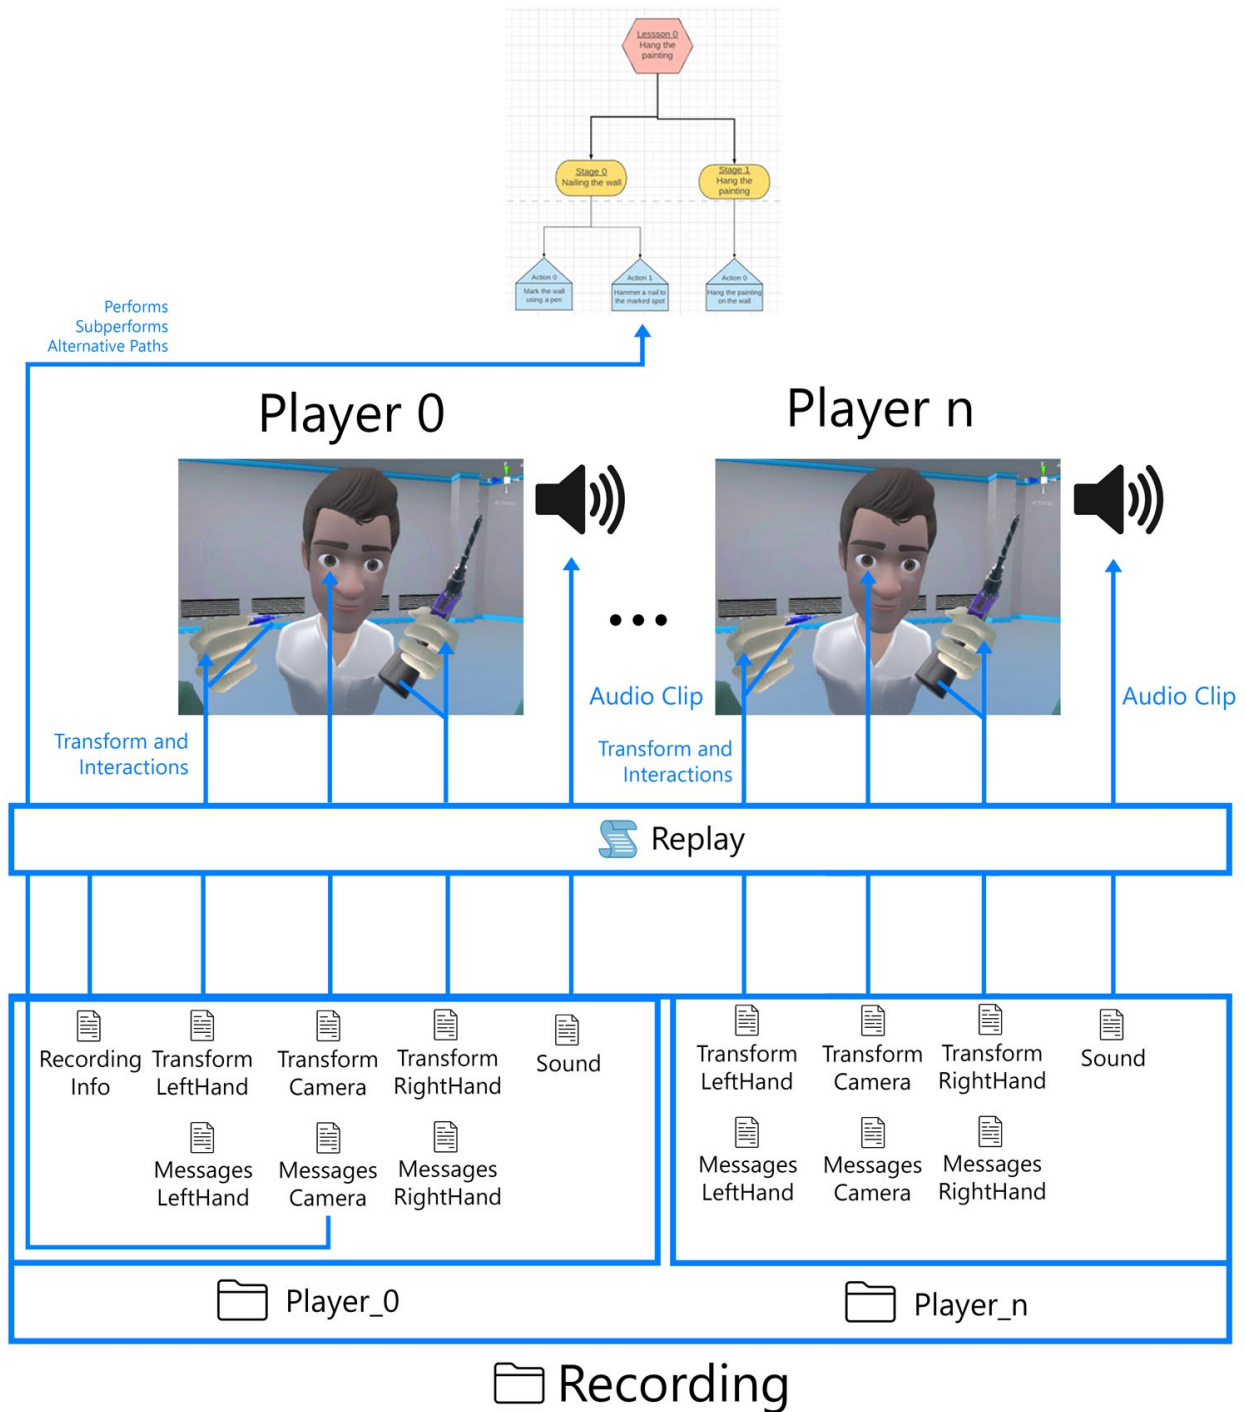 Lessson 0
Hang the
painting
Stage 0
Nailing the wall
Stage 1
Hang the
painting
Action 0
Mark the wall
using a pen
Action 1
Hammer a nail to
the marked spot
Action 0
Hang the painting
on the wall
Performs
Subperforms
Alternative Paths
Player 0
Player n
...
Audio Clip
Audio Clip
Transform and
Interactions
Transform and
Interactions
Replay
Recording
Info
Transform
LeftHand
Transform
Camera
Transform
RightHand
Sound
Messages
LeftHand
Messages
Camera
Messages
RightHand
Transform
LeftHand
Transform
Camera
Transform
RightHand
Sound
Messages
LeftHand
Messages
Camera
Messages
RightHand
Player_0
Player_n
Recording